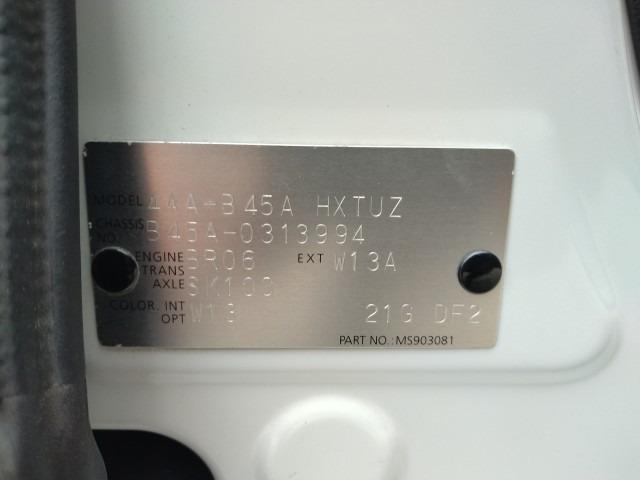 MODEL 4AA-B45A HXTUZ
CHASSIS NO. B45A-0313994
ENGINE BR06 EXT W13A
TRANS AXLE SK100
COLOR. INT W13
OPT 21G DF2
PART NO.:MS903081